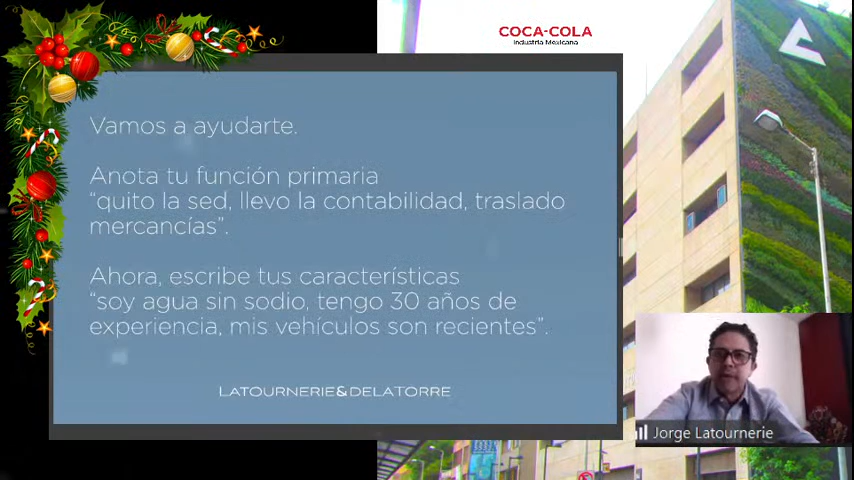 COCA-COLA
Industria Mexicana
Vamos a ayudarte.
Anota tu función primaria
“quito la sed, llevo la contabilidad, traslado
mercancías”.
Ahora, escribe tus características
“soy agua sin sodio, tengo 30 años de
experiencia, mis vehículos son recientes”.
LATOURNERIE&DELATORRE
Jorge Latournerie